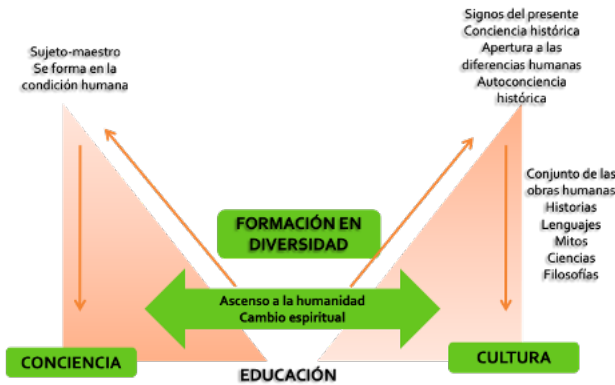 Sujeto-maestro
Se forma en la
condición humana
Signos del presente
Conciencia histórica
Apertura a las
diferencias humanas
Autoconciencia
histórica
Conjunto de las
obras humanas
Historias
Lenguajes
Mitos
Ciencias
Filosofías
FORMACIÓN EN
DIVERSIDAD
Ascenso a la humanidad
Cambio espiritual
CONCIENCIA
EDUCACIÓN
CULTURA